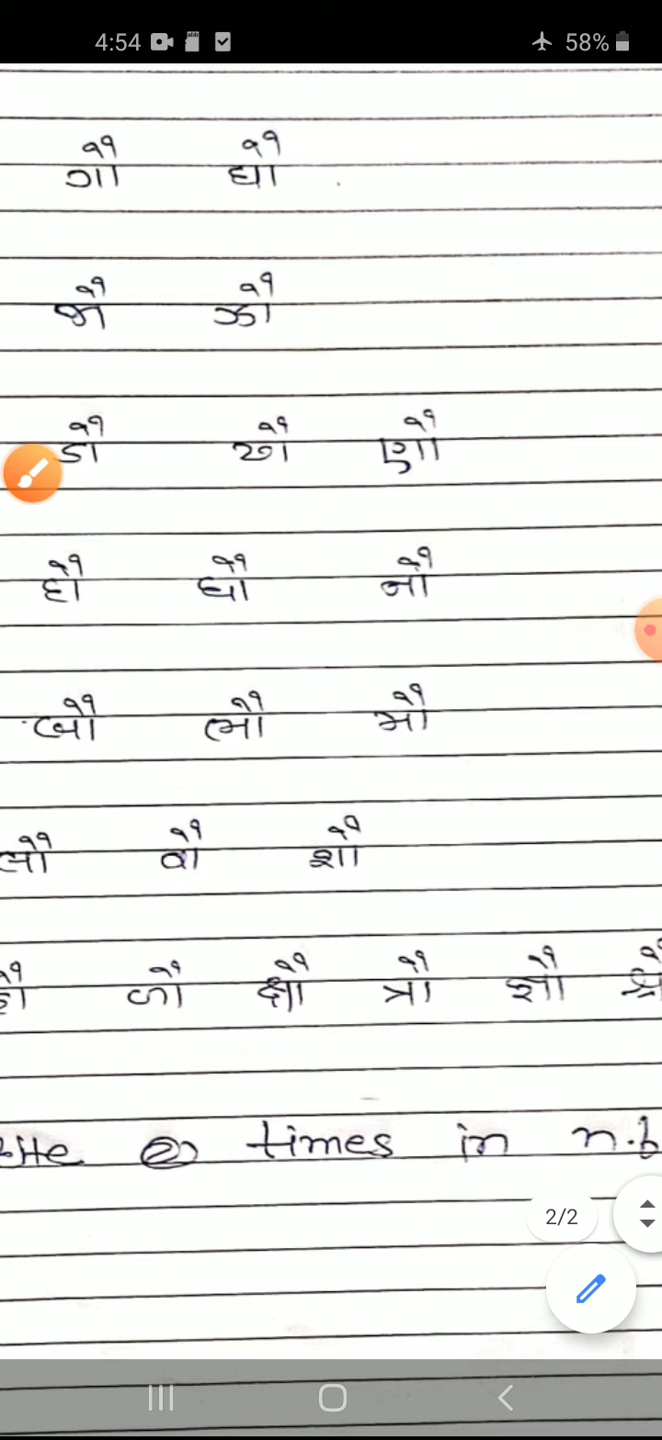 4:54 58%
गौ घौ
जौ झौ
डौ ढौ णौ
दौ धौ नौ
बौ भौ मौ
लौ वौ शौ
हौ ळौ क्षौ त्रौ
times in n.b
2/2